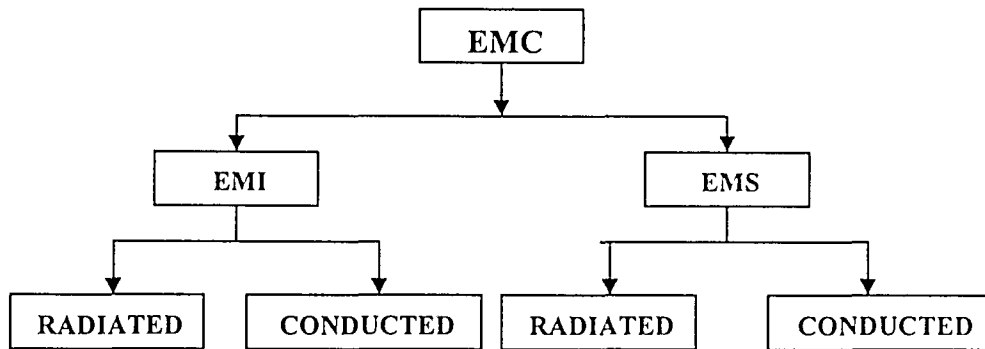 EMC
EMI
EMS
RADIATED
CONDUCTED
RADIATED
CONDUCTED